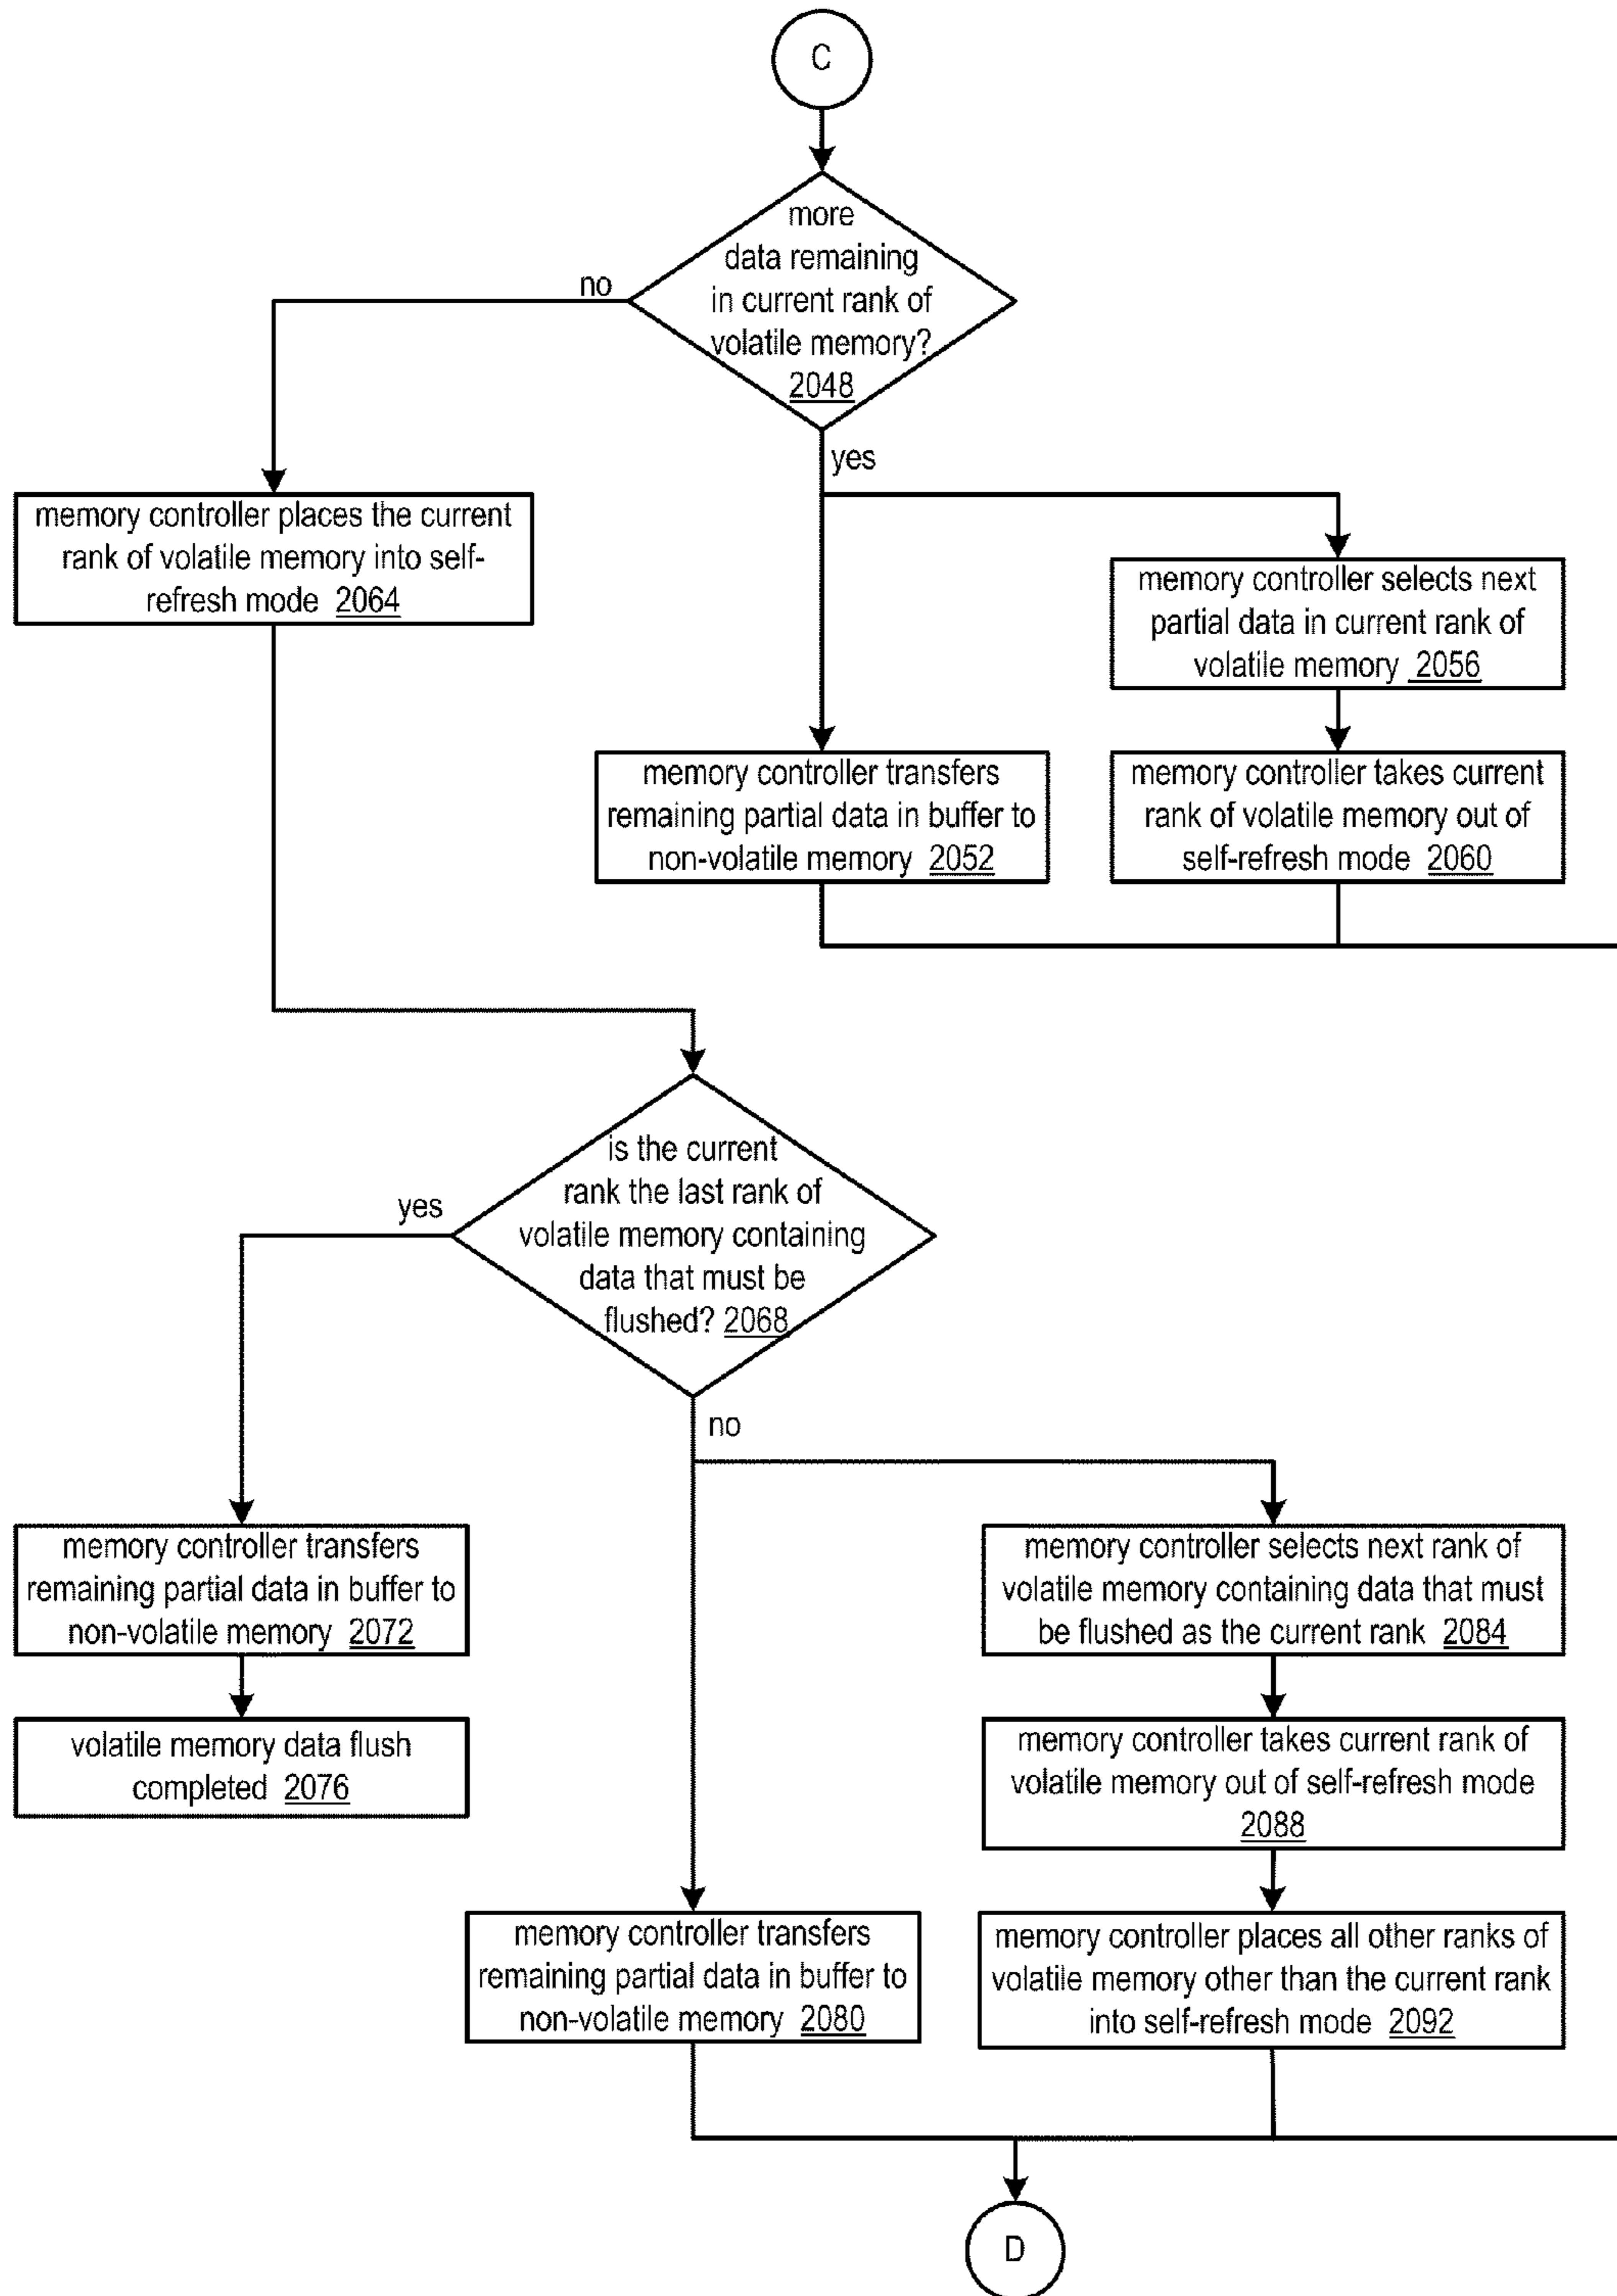 C
more
data remaining
in current rank of
volatile memory?
2048
no
yes
memory controller places the current
rank of volatile memory into self-
refresh mode 2064
memory controller selects next
partial data in current rank of
volatile memory 2056
memory controller transfers
remaining partial data in buffer to
non-volatile memory 2052
memory controller takes current
rank of volatile memory out of
self-refresh mode 2060
is the current
rank the last rank of
volatile memory containing
data that must be
flushed? 2068
yes
no
memory controller transfers
remaining partial data in buffer to
non-volatile memory 2072
volatile memory data flush
completed 2076
memory controller selects next rank of
volatile memory containing data that must
be flushed as the current rank 2084
memory controller takes current rank of
volatile memory out of self-refresh mode
2088
memory controller transfers
remaining partial data in buffer to
non-volatile memory 2080
memory controller places all other ranks of
volatile memory other than the current rank
into self-refresh mode 2092
D